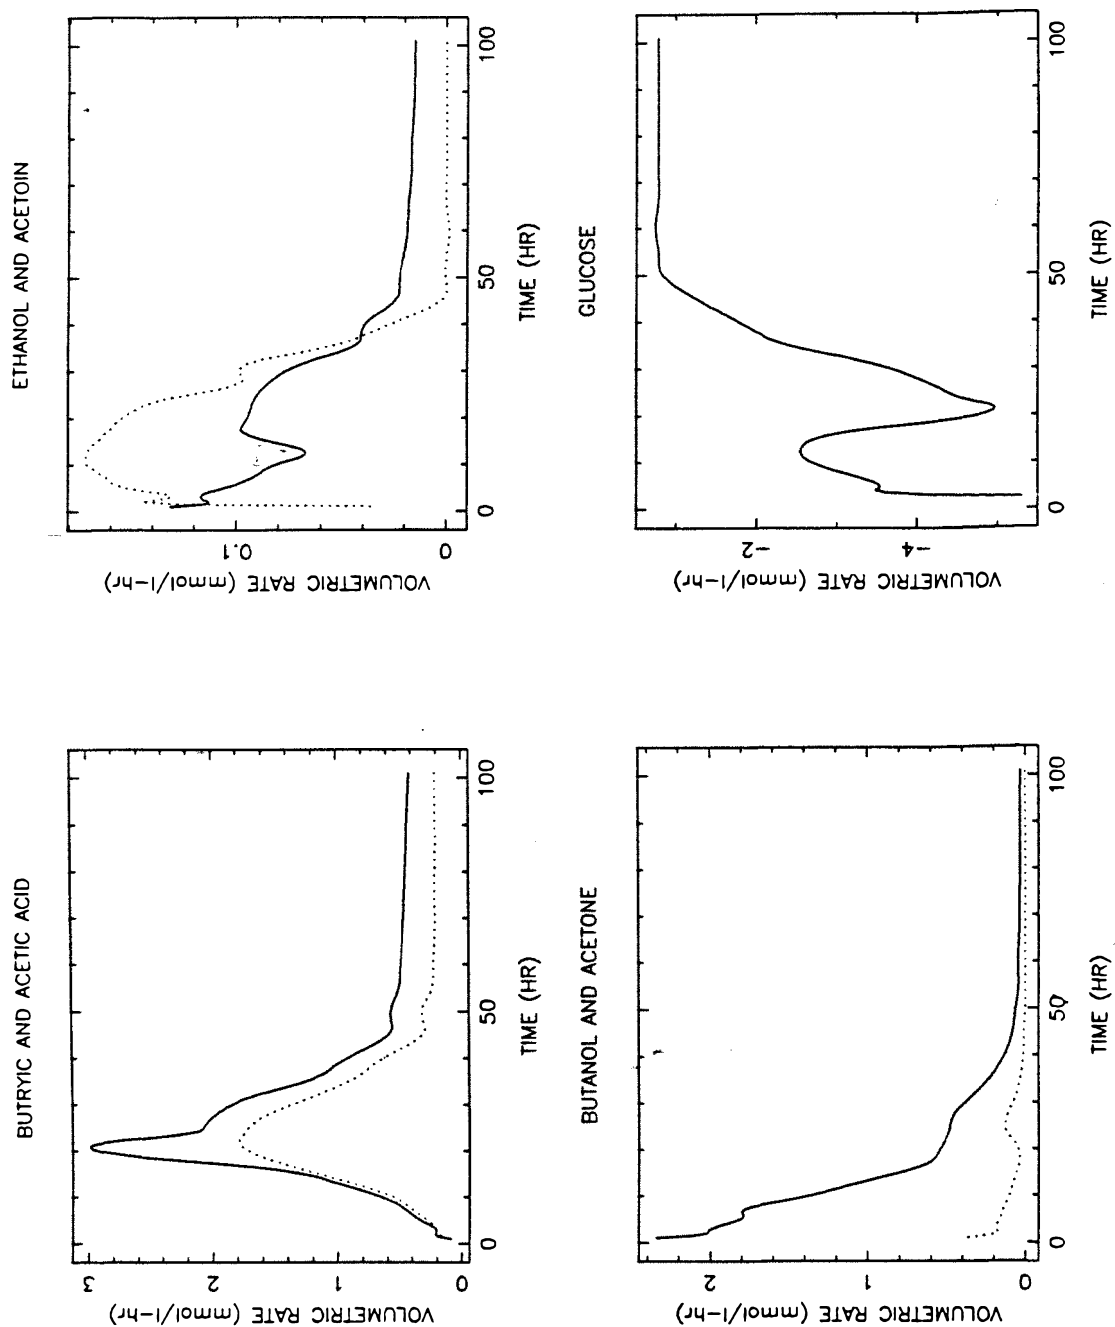 BUTRYIC AND ACETIC ACID
VOLUMETRIC RATE (mmol/l-hr)
3
2
1
0
0
50
100
TIME (HR)
ETHANOL AND ACETOIN
VOLUMETRIC RATE (mmol/l-hr)
0.1
0
0
50
100
TIME (HR)
BUTANOL AND ACETONE
VOLUMETRIC RATE (mmol/l-hr)
2
1
0
0
50
100
TIME (HR)
GLUCOSE
VOLUMETRIC RATE (mmol/l-hr)
-2
-4
0
50
100
TIME (HR)